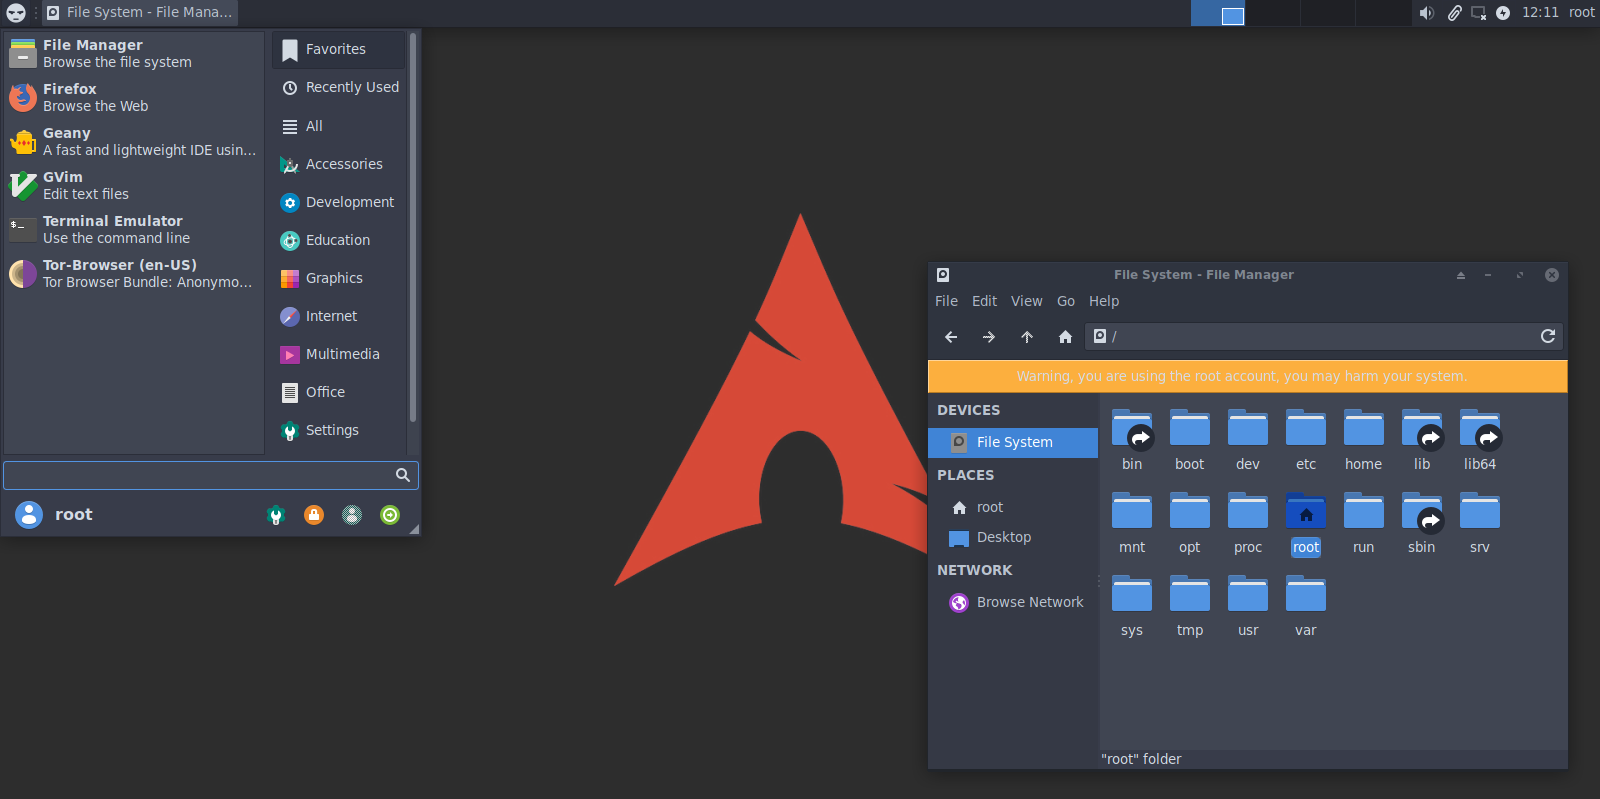 File System - File Mana...
12:11 root
File Manager
Browse the file system
Firefox
Browse the Web
Geany
A fast and lightweight IDE usin...
GVim
Edit text files
Terminal Emulator
$_
Use the command line
Tor-Browser (en-US)
Tor Browser Bundle: Anonymo...
Favorites
Recently Used
All
Accessories
Development
Education
Graphics
Internet
Multimedia
Office
Settings
root
File System - File Manager
File Edit View Go Help
/
Warning, you are using the root account, you may harm your system.
DEVICES
File System
PLACES
root
Desktop
NETWORK
Browse Network
bin boot dev etc home lib lib64
mnt opt proc root run sbin srv
sys tmp usr var
"root" folder